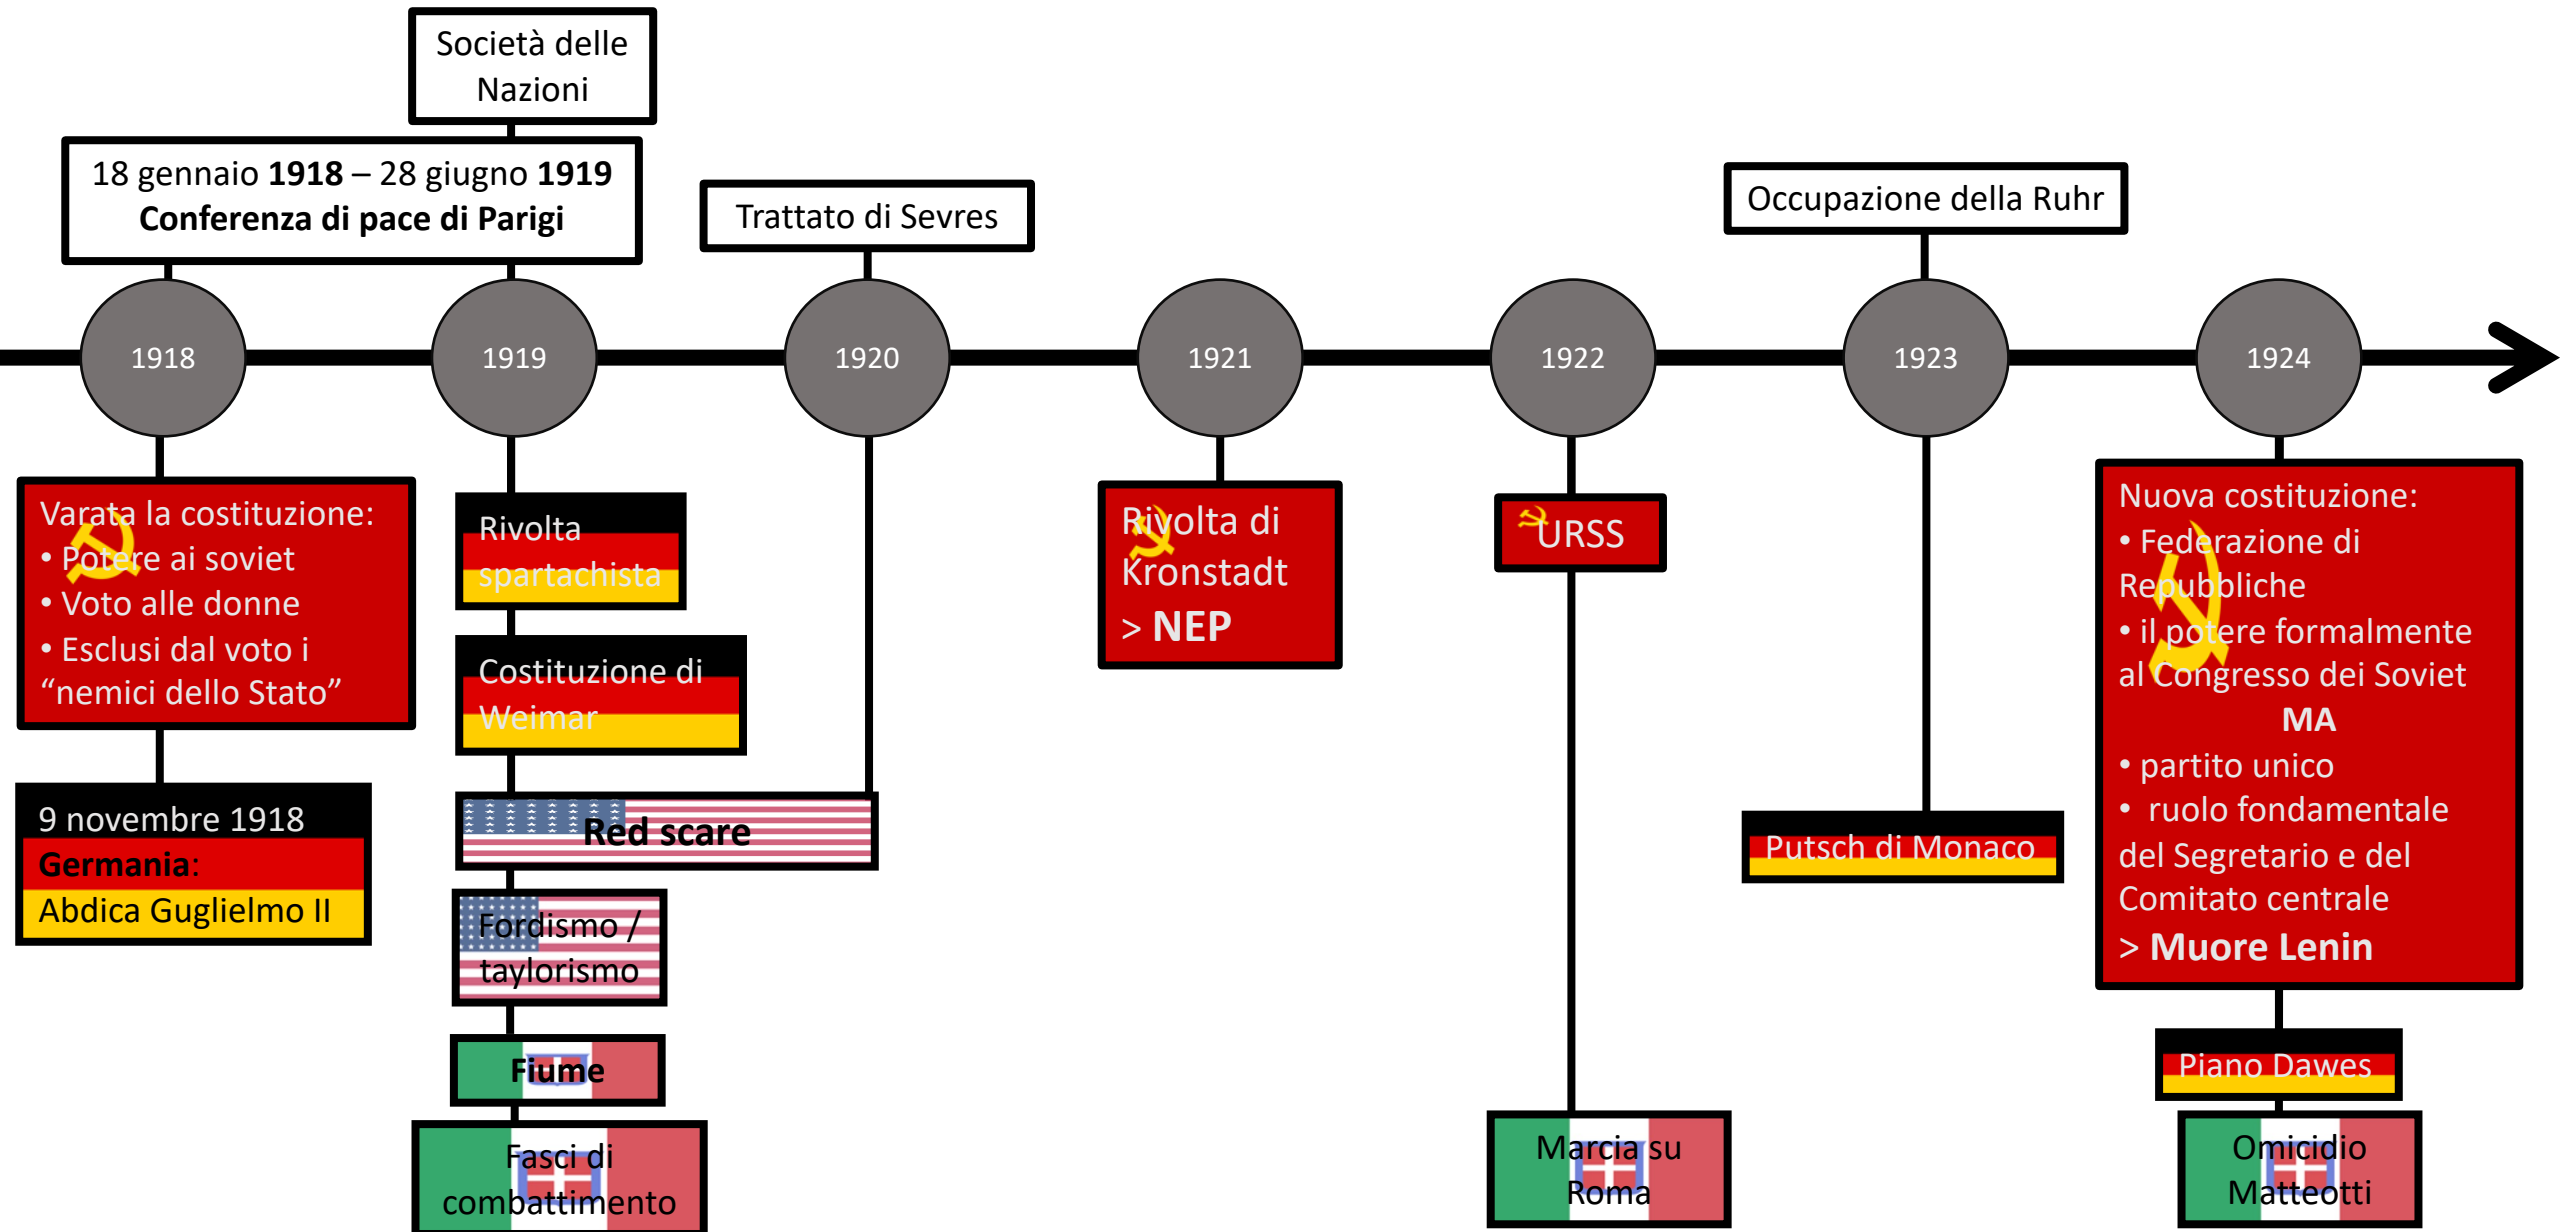 Società delle
Nazioni
18 gennaio 1918 – 28 giugno 1919
Conferenza di pace di Parigi
Trattato di Sevres
Occupazione della Ruhr
1918
1919
1920
1921
1922
1923
1924
Varata la costituzione:
• Potere ai soviet
• Voto alle donne
• Esclusi dal voto i
“nemici dello Stato”
9 novembre 1918
Germania:
Abdica Guglielmo II
Rivolta
spartachista
Costituzione di
Weimar
Red scare
Fordismo /
taylorismo
Fiume
Fasci di
combattimento
Rivolta di
Kronstadt
> NEP
URSS
Marcia su
Roma
Putsch di Monaco
Nuova costituzione:
• Federazione di
Repubbliche
• il potere formalmente
al Congresso dei Soviet
MA
• partito unico
• ruolo fondamentale
del Segretario e del
Comitato centrale
> Muore Lenin
Piano Dawes
Omicidio
Matteotti